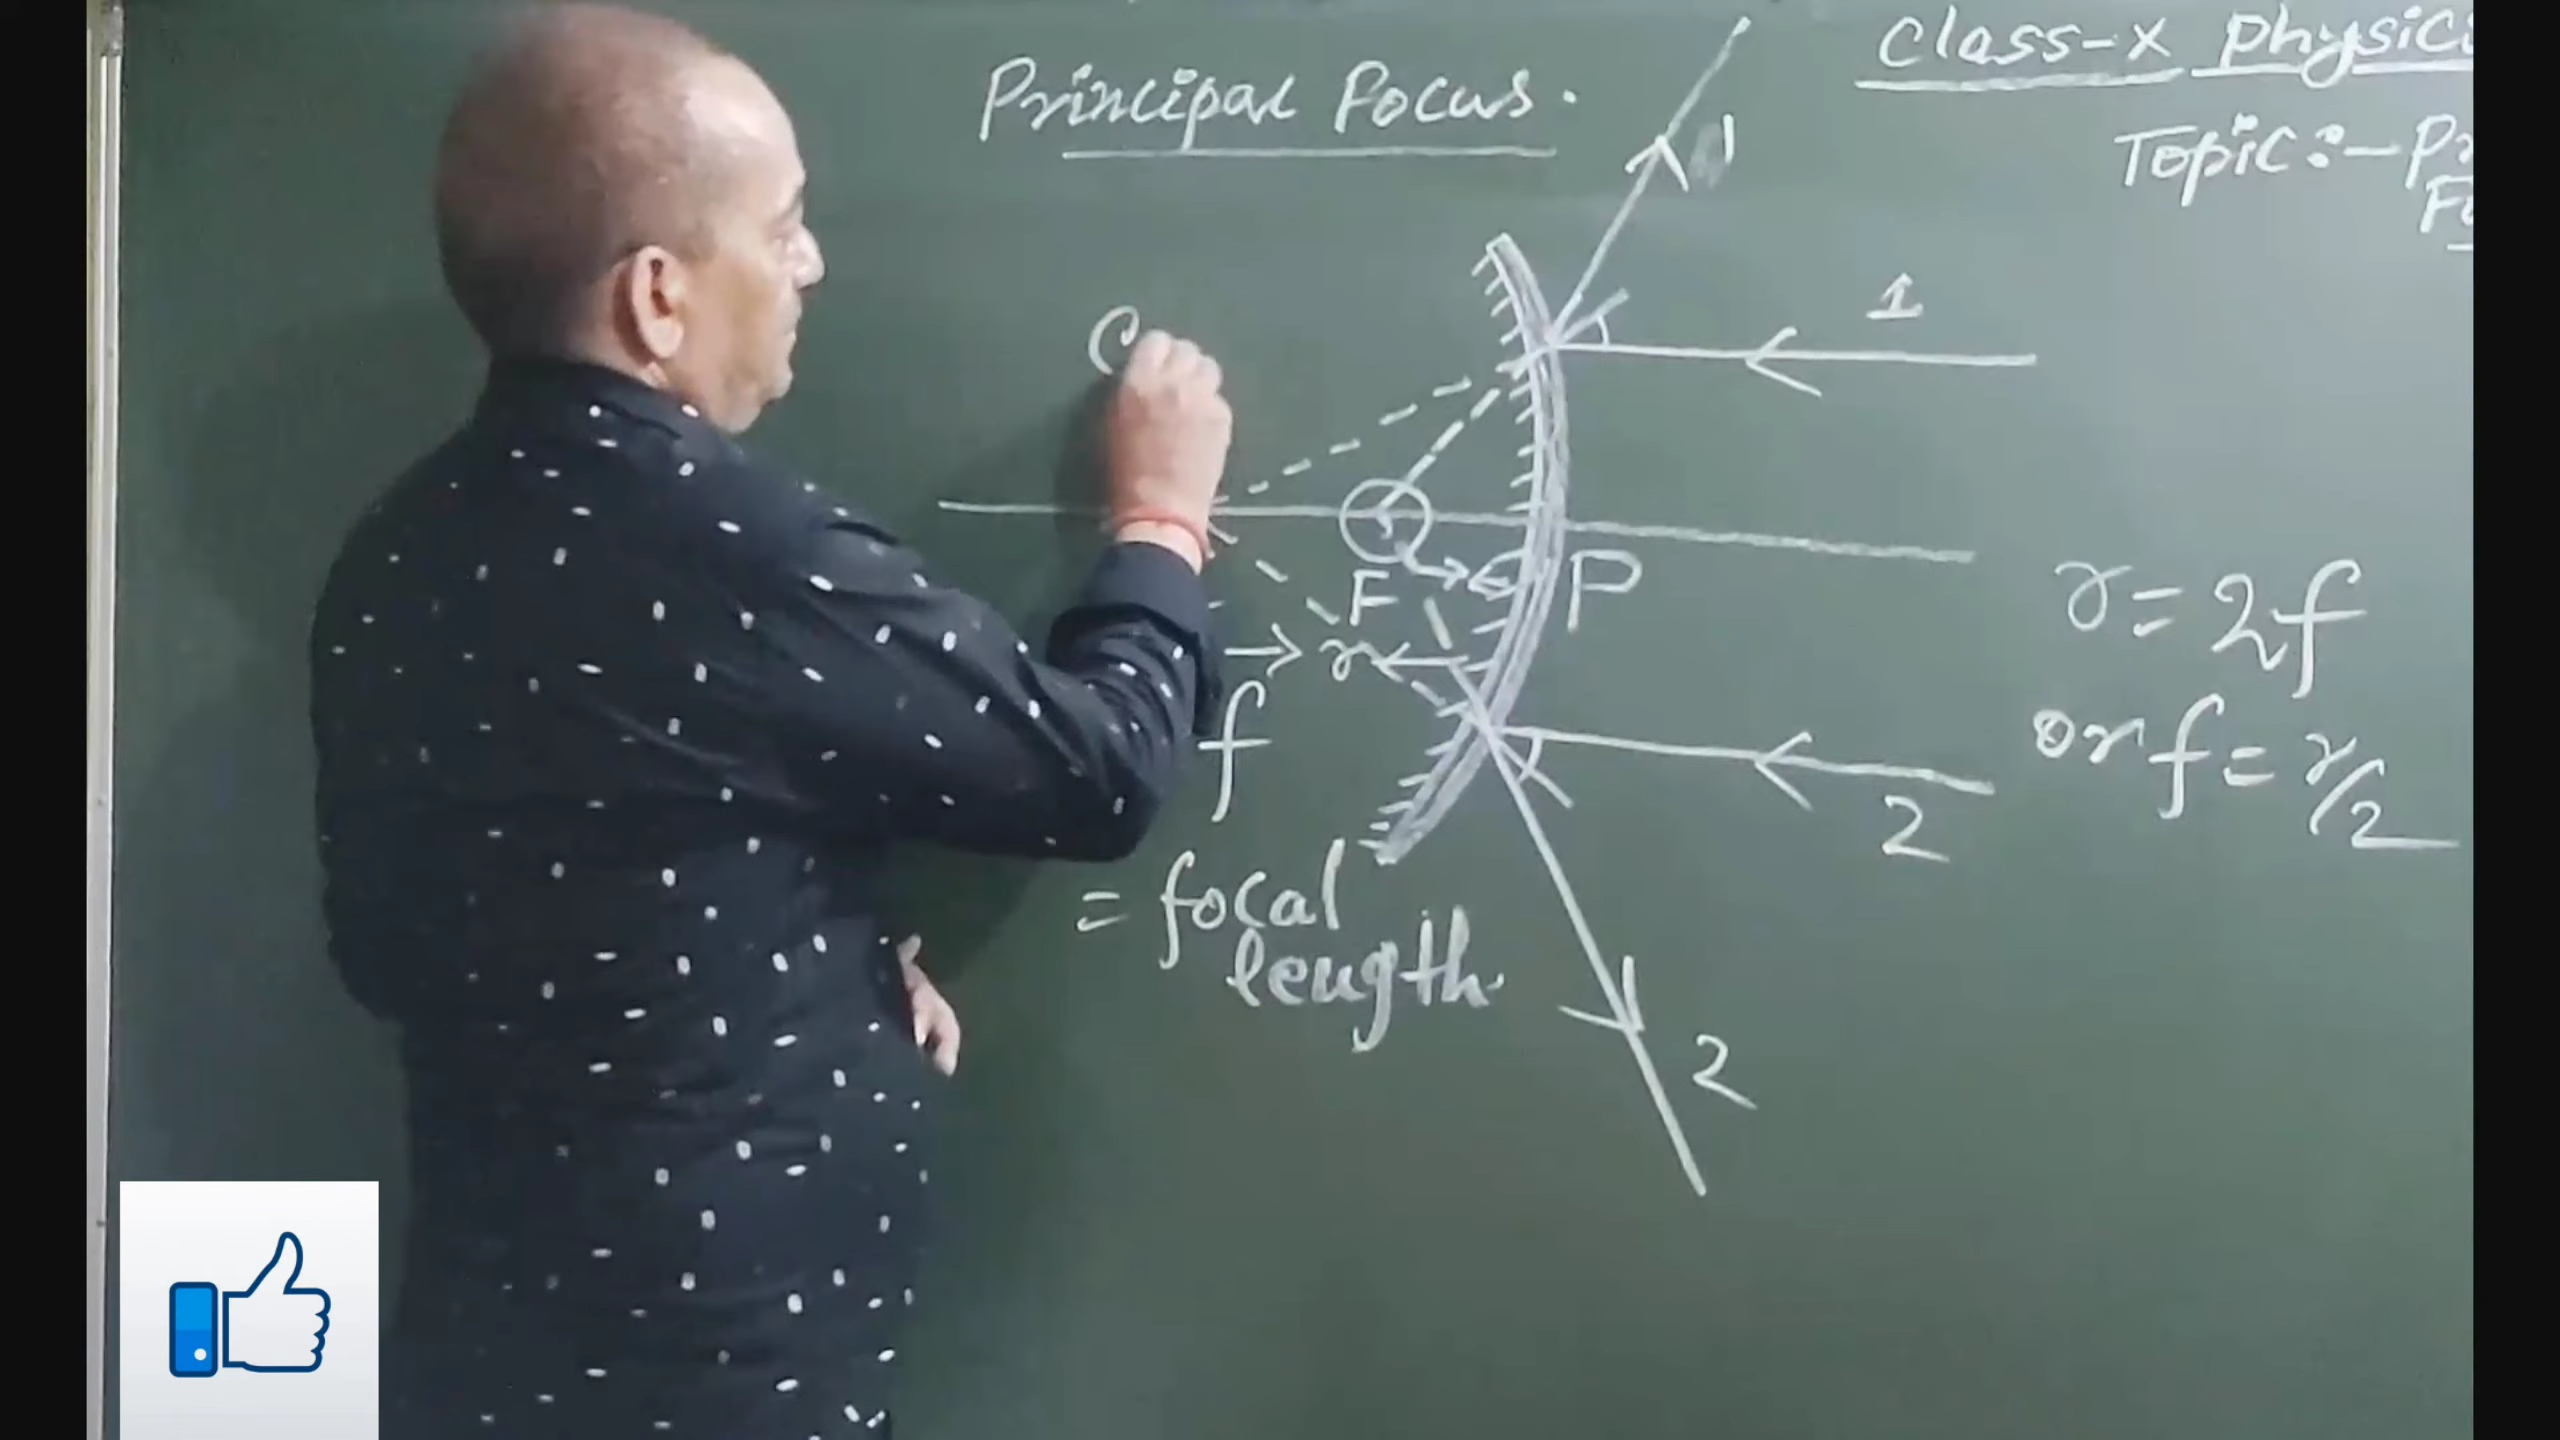 Principal Focus.
Class-X Physics
Topic:-
1
1
C
F
P
r
f
r=2f
or f=r/2
2
= focal
length.
2